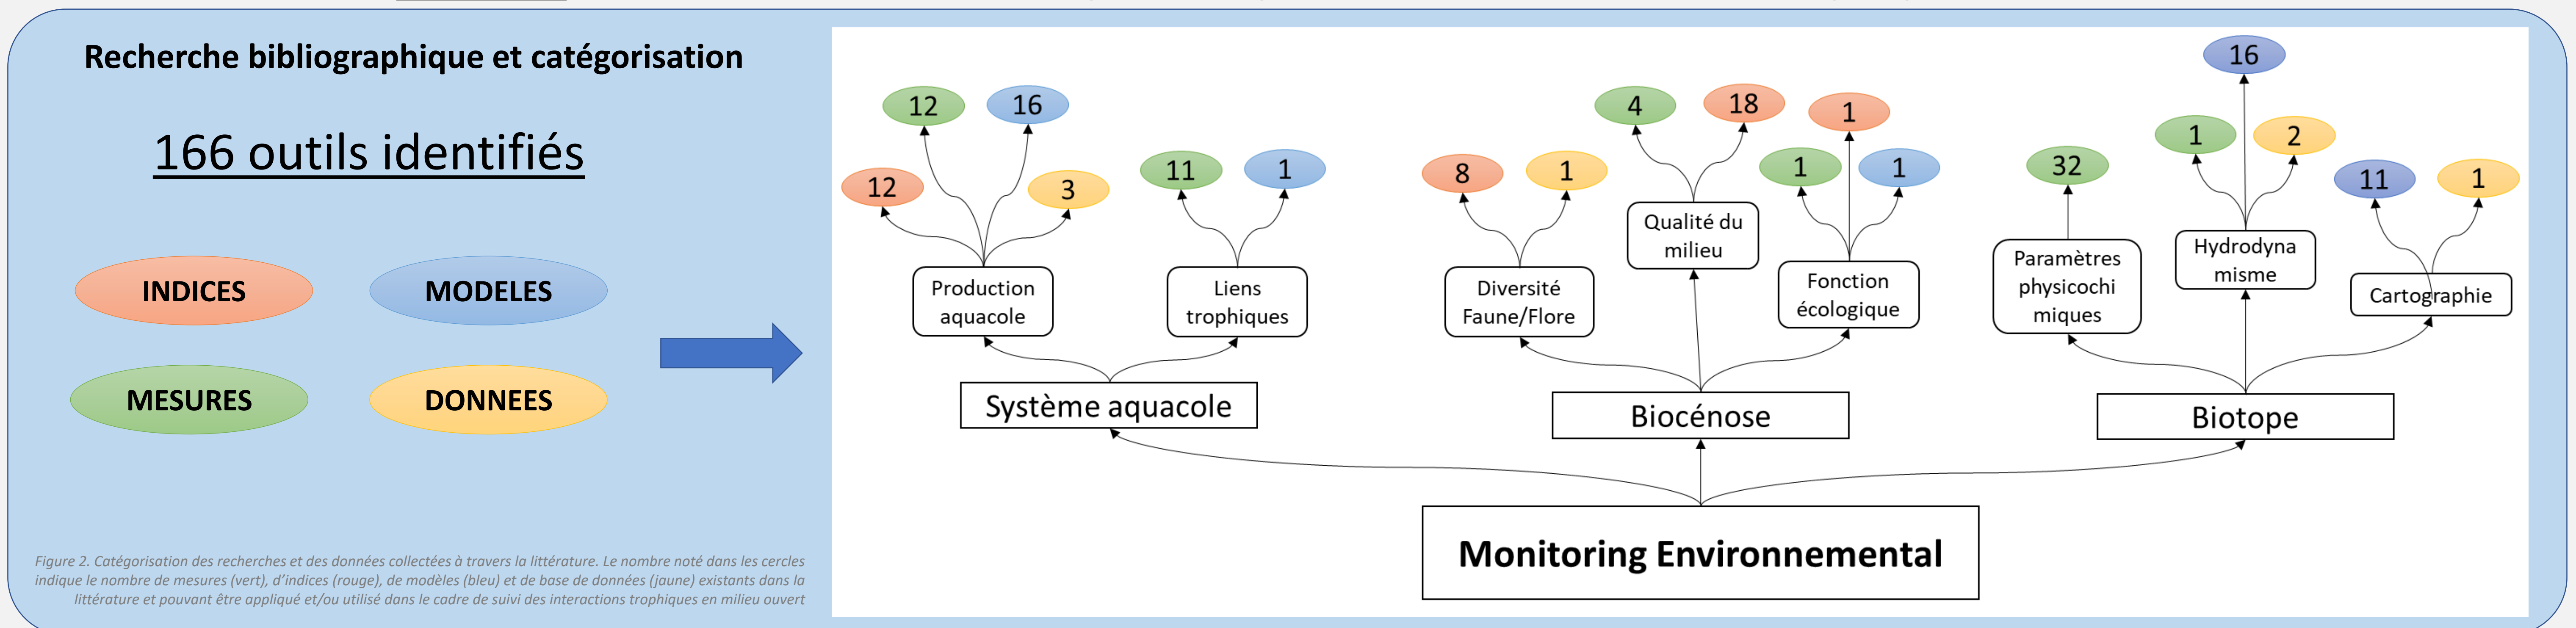 Recherche bibliographique et catégorisation
166 outils identifiés
INDICES
MODELES
MESURES
DONNEES
Figure 2. Catégorisation des recherches et des données collectées à travers la littérature. Le nombre noté dans les cercles
indique le nombre de mesures (vert), d'indices (rouge), de modèles (bleu) et de base de données (jaune) existants dans la
littérature et pouvant être appliqué et/ou utilisé dans le cadre de suivi des interactions trophiques en milieu ouvert
12
12
16
3
Production
aquacole
11
1
Liens
trophiques
Système aquacole
8
1
Diversité
Faune/Flore
4
18
Qualité du
milieu
1
1
1
Fonction
écologique
Biocénose
32
Paramètres
physicochi
miques
1
16
2
Hydrodyna
misme
11
1
Cartographie
Biotope
Monitoring Environnemental